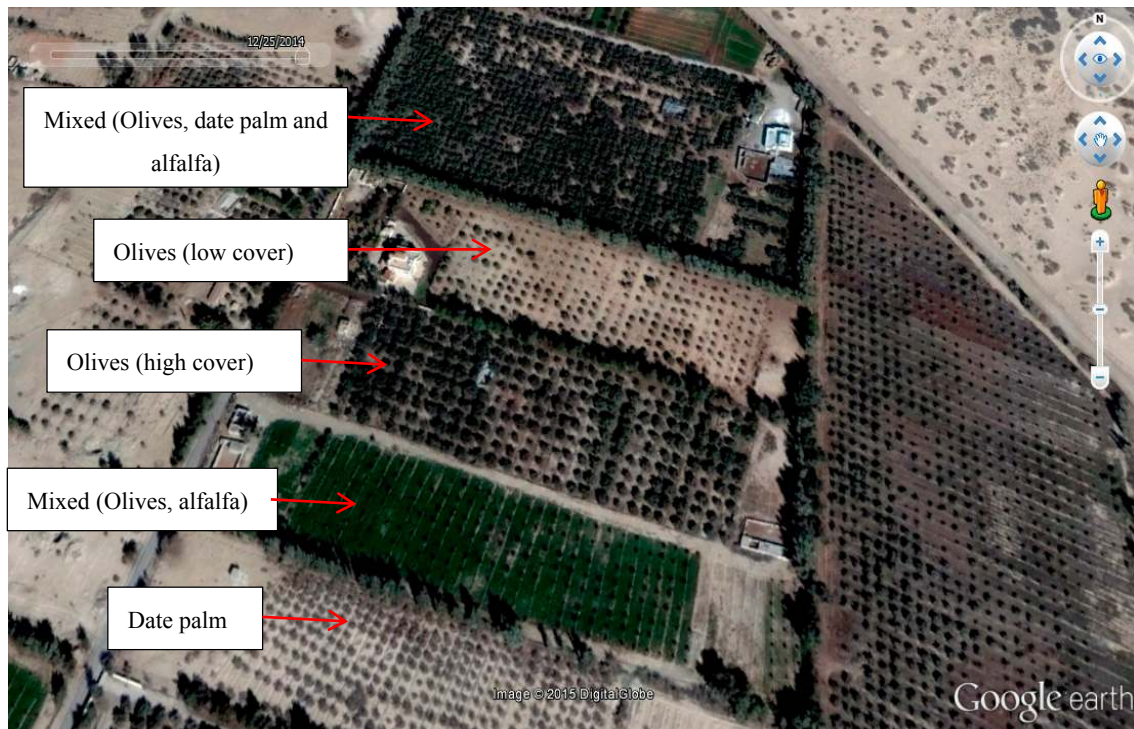 12/25/2014
N
Mixed (Olives, date palm and
alfalfa)
Olives (low cover)
Olives (high cover)
Mixed (Olives, alfalfa)
Date palm
Image © 2015 DigitalGlobe
Google earth